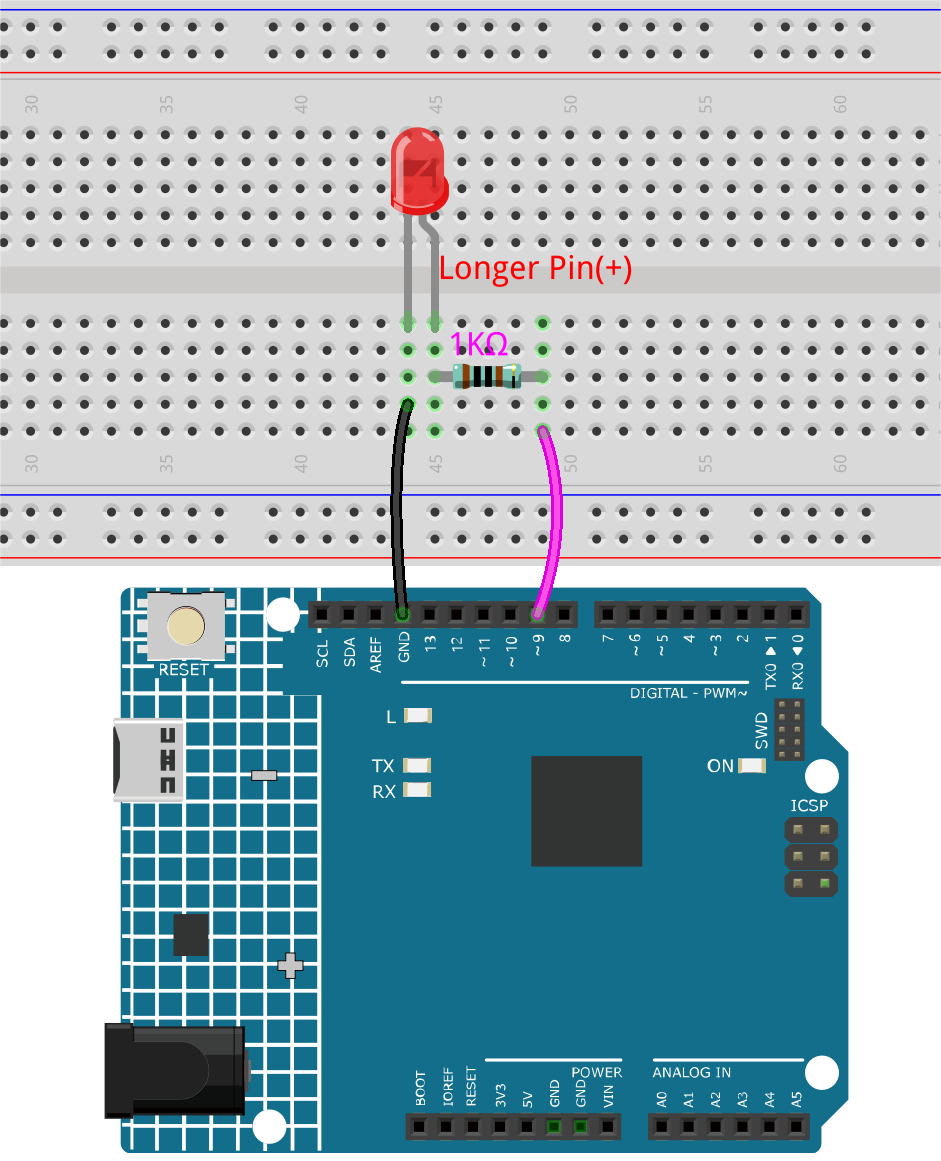 30 35 40 45 50 55 60
Longer Pin(+)
1KΩ
30 35 40 45 50 55 60
SCL SDA AREF GND 13 12 ~11 ~10 ~9 8 7 ~6 ~5 4 ~3 2 TX0 ▶ 1 RX0 ◀ 0
RESET
DIGITAL - PWM~
L
SWD
TX
ON
RX
ICSP
POWER
ANALOG IN
BOOT IOREF RESET 3V3 5V GND GND VIN A0 A1 A2 A3 A4 A5